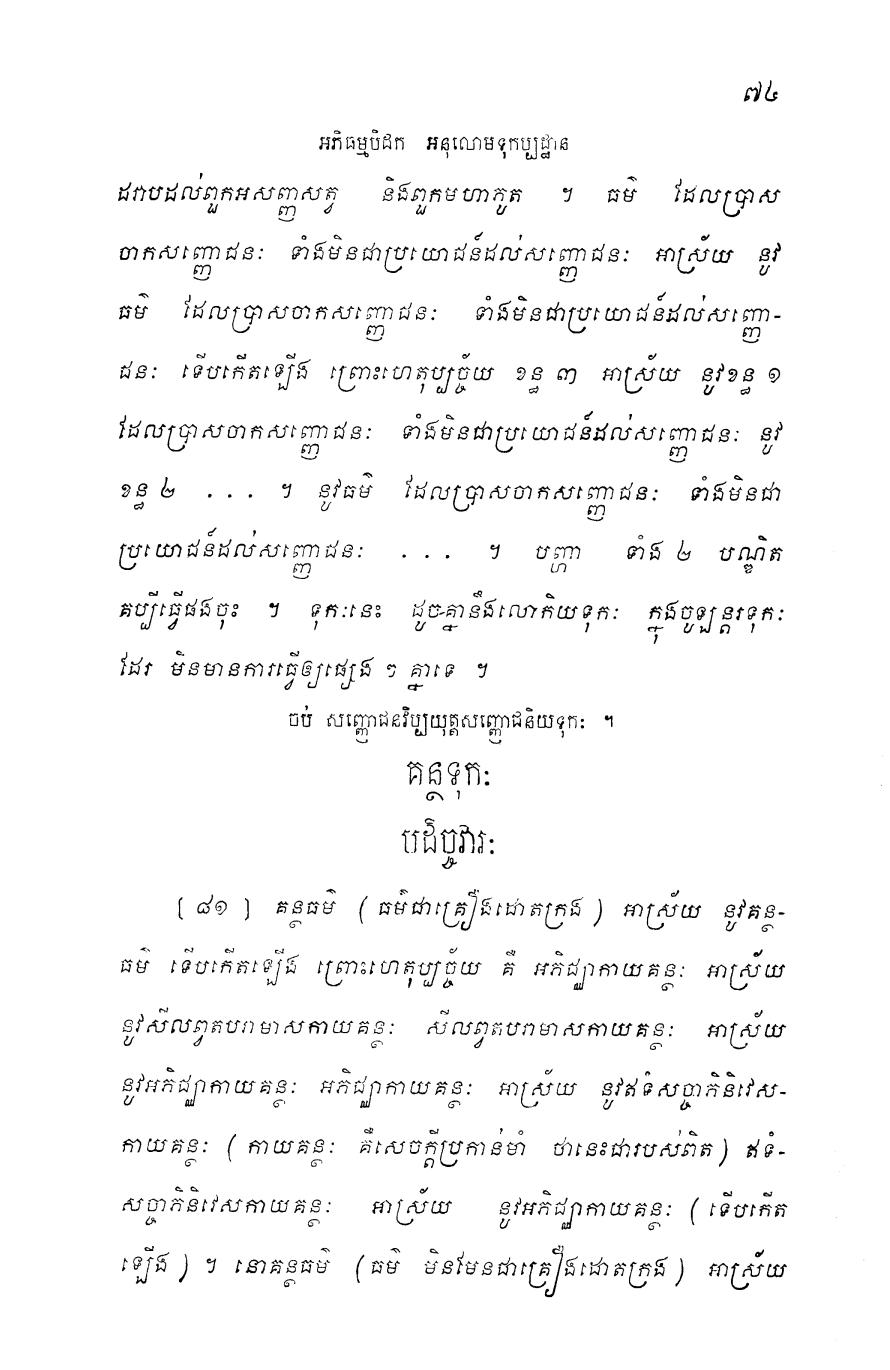 ៧៤
អភិធម្មបិដក អនុលោមទុកប្បដ្ឋាន
ដរាបដល់ពួកអសញ្ញសត្វ និងពួកមហាភូត ។ ធម៌ ដែលប្រាស
ចាកសញ្ញោជនៈ ទាំងមិនជាប្រយោជន៍ដល់សញ្ញោជនៈ អាស្រ័យ នូវ
ធម៌ ដែលប្រាសចាកសញ្ញោជនៈ ទាំងមិនជាប្រយោជន៍ដល់សញ្ញោ-
ជនៈ ទើបកើតឡើង ព្រោះហេតុប្បច្ច័យ ខន្ធ ៣ អាស្រ័យ នូវខន្ធ ១
ដែលប្រាសចាកសញ្ញោជនៈ ទាំងមិនជាប្រយោជន៍ដល់សញ្ញោជនៈ នូវ
ខន្ធ ២ . . . ។ នូវធម៌ ដែលប្រាសចាកសញ្ញោជនៈ ទាំងមិនជា
ប្រយោជន៍ដល់សញ្ញោជនៈ . . . ។ បញ្ហា ទាំង ២ បណ្ឌិត
គប្បីធ្វើផងចុះ ។ ទុកៈនេះ ដូចគ្នានឹងលោកិយទុកៈ ក្នុងចូឡន្តរទុកៈ
ដែរ មិនមានការធ្វើឲ្យផ្សេង ៗ គ្នាទេ ។
ចប់ សញ្ញោជនវិប្បយុត្តសញ្ញោជនិយទុកៈ ។
គន្ថទុកៈ
បដិច្ចវារៈ
[ ៨១ ] គន្ថធម៌ ( ធម៌ជាគ្រឿងដោតក្រង ) អាស្រ័យ នូវគន្ថ-
ធម៌ ទើបកើតឡើង ព្រោះហេតុប្បច្ច័យ គឺ អភិជ្ឈាកាយគន្ថៈ អាស្រ័យ
នូវសីលព្វតបរាមាសកាយគន្ថៈ សីលព្វតបរាមាសកាយគន្ថៈ អាស្រ័យ
នូវអភិជ្ឈាកាយគន្ថៈ អភិជ្ឈាកាយគន្ថៈ អាស្រ័យ នូវឥទំសច្ចាភិនិវេស-
កាយគន្ថៈ ( កាយគន្ថៈ គឺសេចក្តីប្រកាន់មាំ ថានេះជារបស់ពិត ) ឥទំ-
សច្ចាភិនិវេសកាយគន្ថៈ អាស្រ័យ នូវអភិជ្ឈាកាយគន្ថៈ ( ទើបកើត
ឡើង ) ។ នោគន្ថធម៌ ( ធម៌ មិនមែនជាគ្រឿងដោតក្រង ) អាស្រ័យ